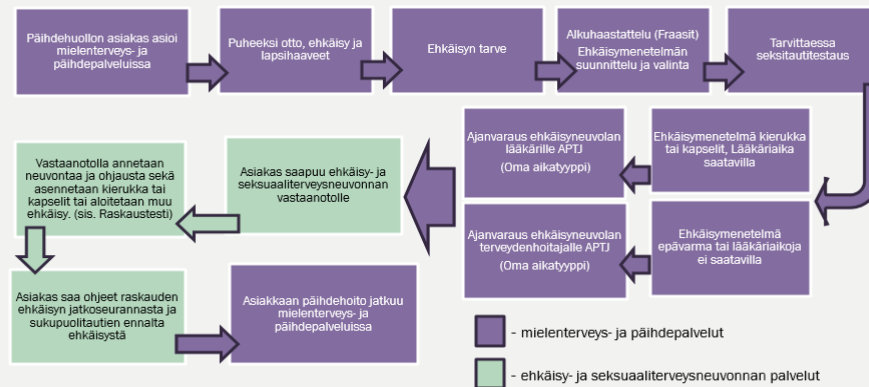 Päihdehuollon asiakas asioi
mielenterveys- ja
päihdepalveluissa
Puheeksi otto, ehkäisy ja
lapsihaaveet
Ehkäisyn tarve
Alkuhaastattelu (Fraasit)
Ehkäisymenetelmän
suunnittelu ja valinta
Tarvittaessa
seksitautitestaus
Ehkäisymenetelmä kierukka
tai kapselit, Lääkäriaika
saatavilla
Ajanvaraus ehkäisyneuvolan
lääkärille APTJ
(Oma aikatyyppi)
Ehkäisymenetelmä
epävarma tai lääkäriaikoja
ei saatavilla
Ajanvaraus ehkäisyneuvolan
terveydenhoitajalle APTJ
(Oma aikatyyppi)
Asiakas saapuu ehkäisy- ja
seksuaaliterveysneuvonnan
vastaanotolle
Vastaanotolla annetaan
neuvontaa ja ohjausta sekä
asennetaan kierukka tai
kapselit tai aloitetaan muu
ehkäisy. (sis. Raskaustesti)
Asiakas saa ohjeet raskauden
ehkäisyn jatkoseurannasta ja
sukupuolitautien ennalta
ehkäisystä
Asiakkaan päihdehoito jatkuu
mielenterveys- ja
päihdepalveluissa
- mielenterveys- ja päihdepalvelut
- ehkäisy- ja seksuaaliterveysneuvonnan palvelut